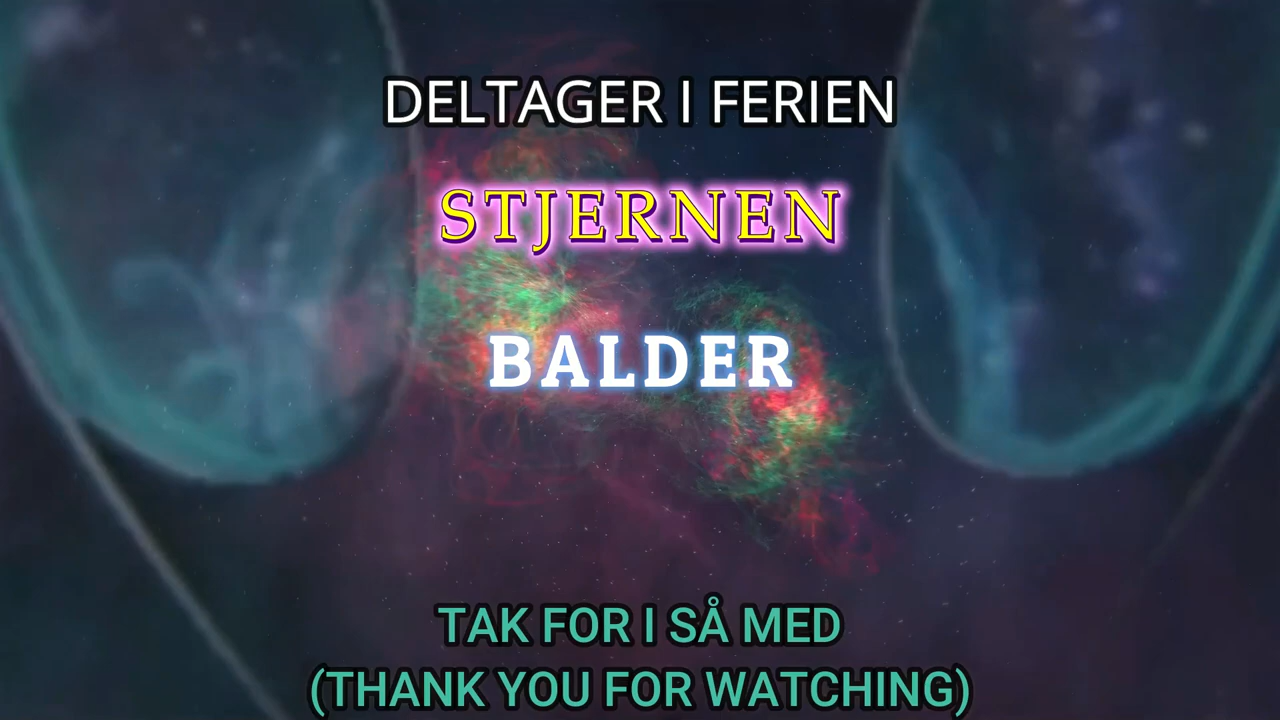 DELTAGER I FERIEN
STJERNEN
BALDER
TAK FOR I SÅ MED
(THANK YOU FOR WATCHING)